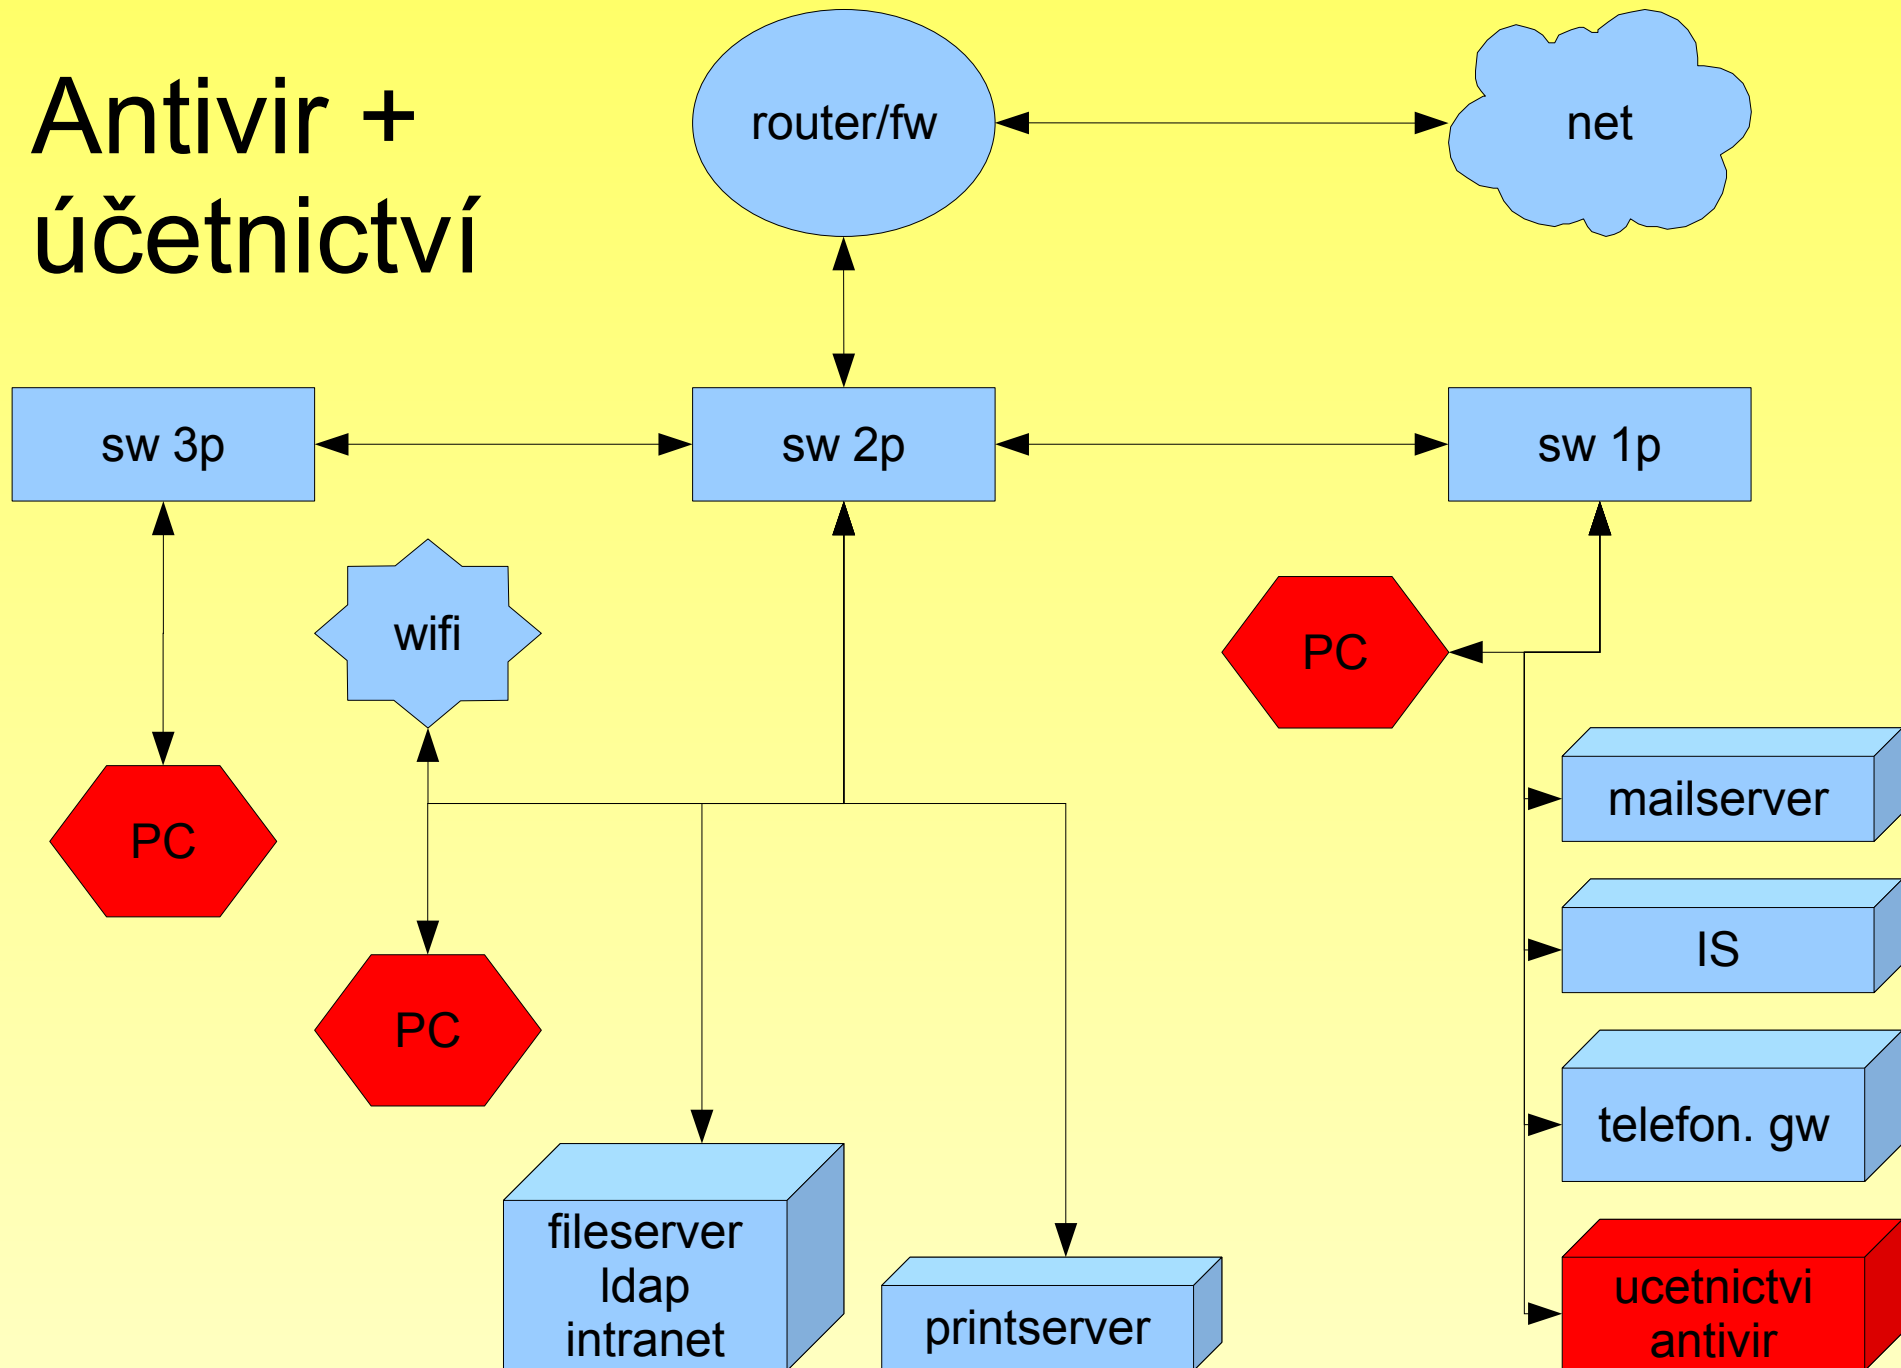 Antivir +
účetnictví
router/fw
net
sw 3p
sw 2p
sw 1p
wifi
PC
PC
PC
mailserver
IS
telefon. gw
fileserver
ldap
intranet
printserver
ucetnictvi
antivir